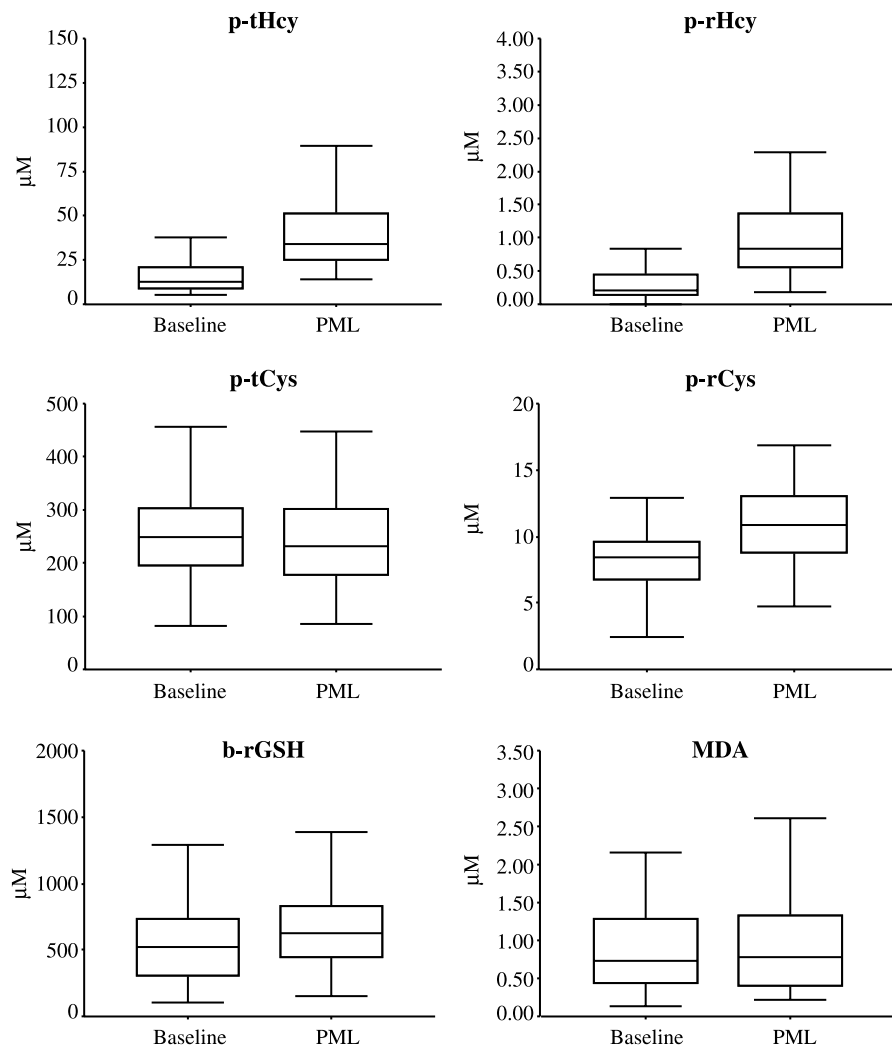 p-tHcy
150
125
100
75
50
25
0
µM
Baseline PML
p-rHcy
4.00
3.50
3.00
2.50
2.00
1.50
1.00
0.50
0.00
µM
Baseline PML
p-tCys
500
400
300
200
100
0
µM
Baseline PML
p-rCys
20
15
10
5
0
µM
Baseline PML
b-rGSH
2000
1500
1000
500
0
µM
Baseline PML
MDA
3.50
3.00
2.50
2.00
1.50
1.00
0.50
0.00
µM
Baseline PML